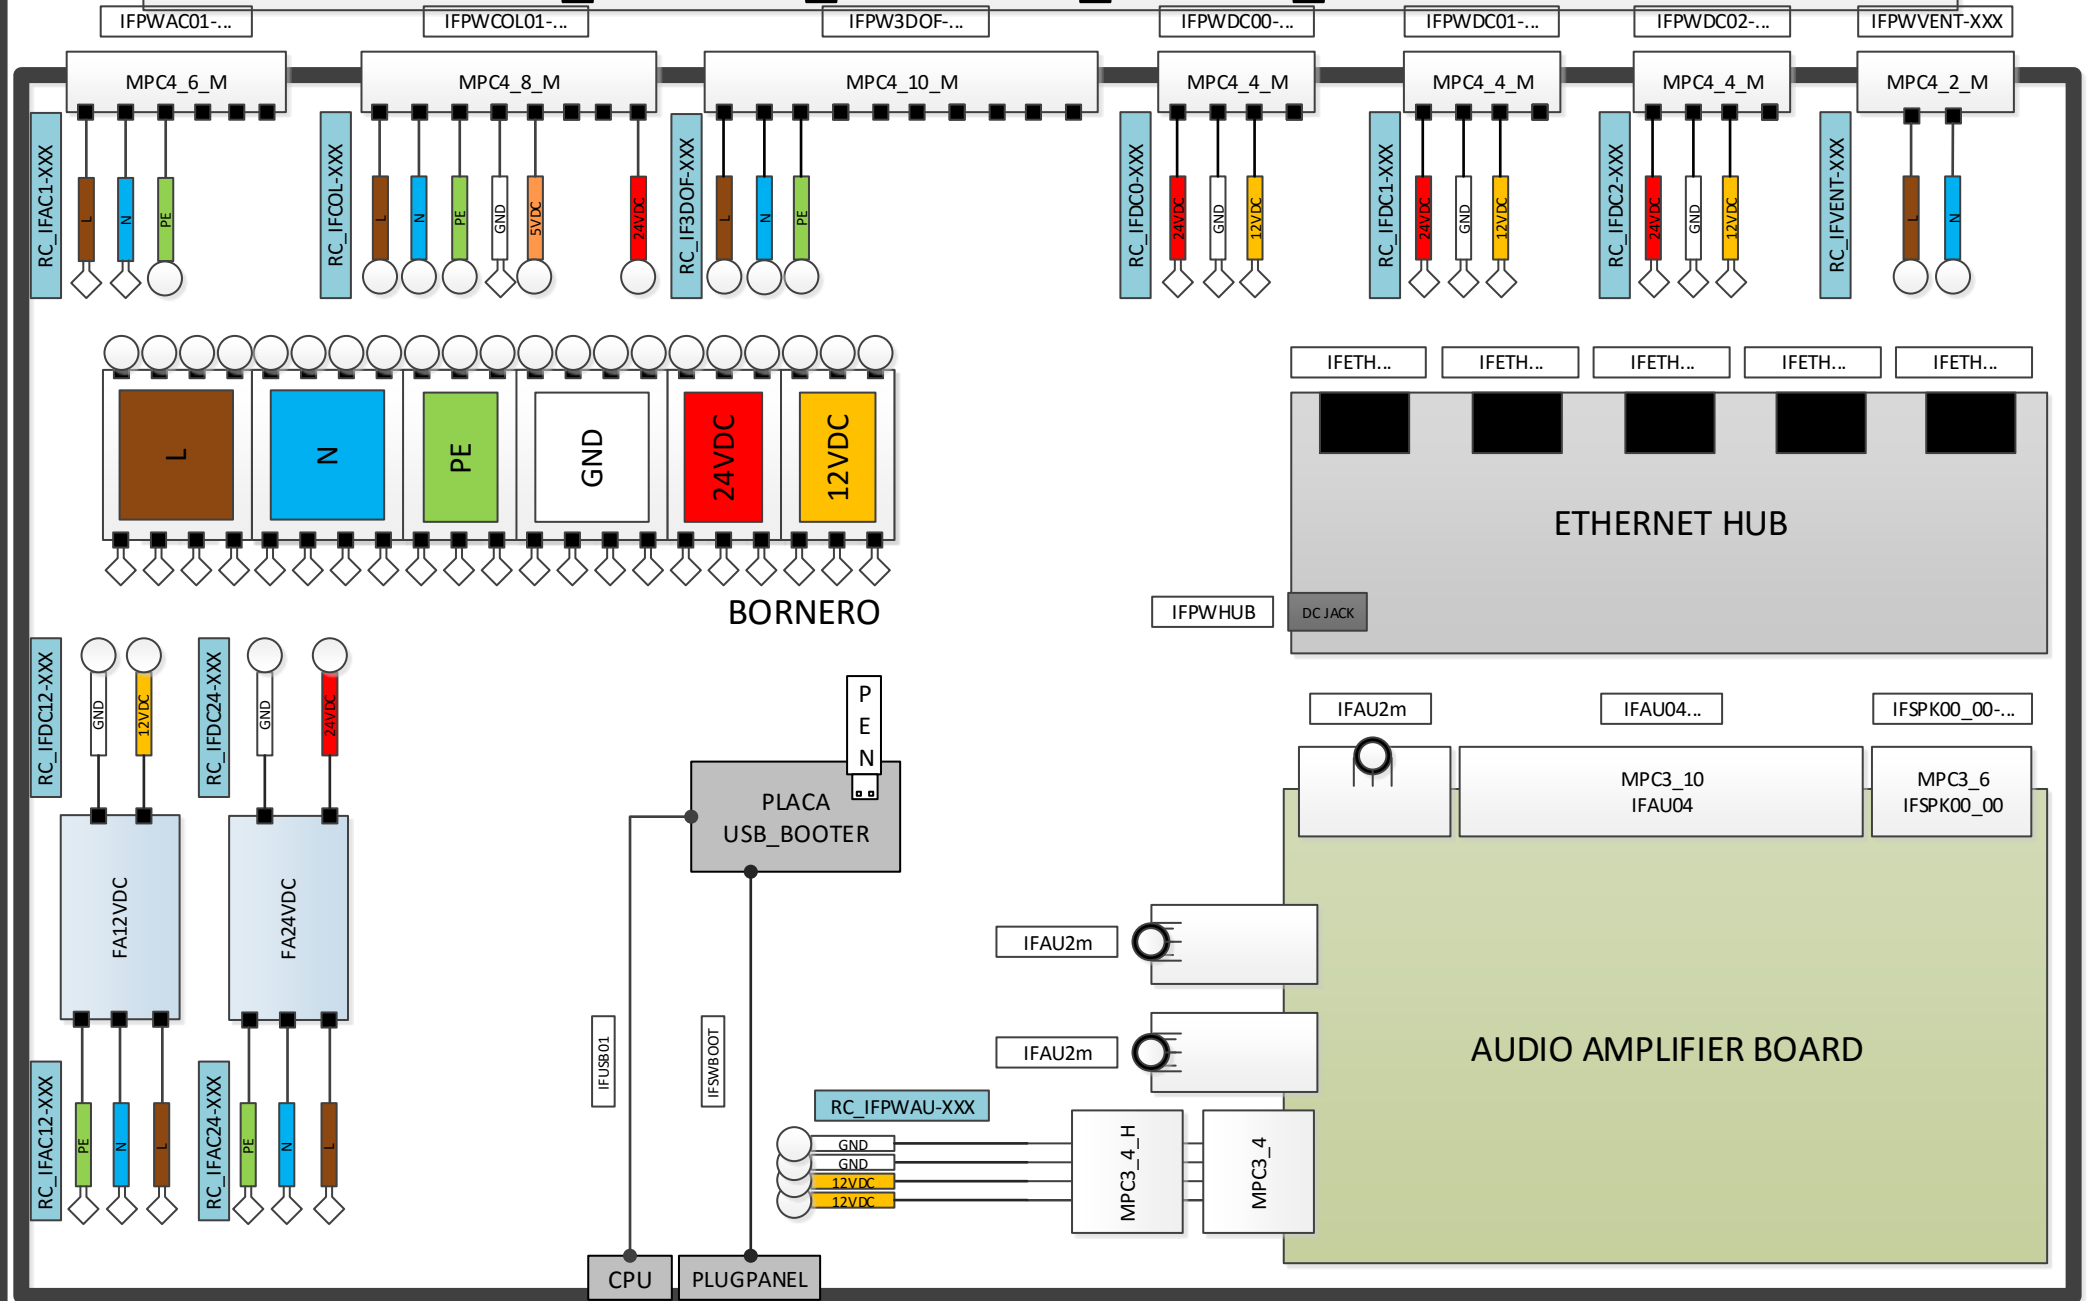 IFPWAC01-...
IFPWCOL01-...
IFPW3DOF-...
IFPWDC00-...
IFPWDC01-...
IFPWDC02-...
IFPWVENT-XXX
MPC4_6_M
MPC4_8_M
MPC4_10_M
MPC4_4_M
MPC4_4_M
MPC4_4_M
MPC4_2_M
RC_IFAC1-XXX
L
N
PE
RC_IFCOL-XXX
L
N
PE
GND
5VDC
24VDC
RC_IF3DOF-XXX
L
N
PE
RC_IFDC0-XXX
24VDC
GND
12VDC
RC_IFDC1-XXX
24VDC
GND
12VDC
RC_IFDC2-XXX
24VDC
GND
12VDC
RC_IFVENT-XXX
L
N
L
N
PE
GND
24VDC
12VDC
BORNERO
IFETH...
IFETH...
IFETH...
IFETH...
IFETH...
ETHERNET HUB
IFPWHUB
DC JACK
RC_IFDC12-XXX
GND
12VDC
RC_IFDC24-XXX
GND
24VDC
FA12VDC
FA24VDC
RC_IFAC12-XXX
PE
N
L
RC_IFAC24-XXX
PE
N
L
PEN
PLACA
USB_BOOTER
IFUSB01
IFSWBOOT
CPU
PLUGPANEL
IFAU2m
IFAU04...
IFSPK00_00-...
MPC3_10
IFAU04
MPC3_6
IFSPK00_00
IFAU2m
IFAU2m
AUDIO AMPLIFIER BOARD
RC_IFPWAU-XXX
GND
GND
12VDC
12VDC
MPC3_4_H
MPC3_4